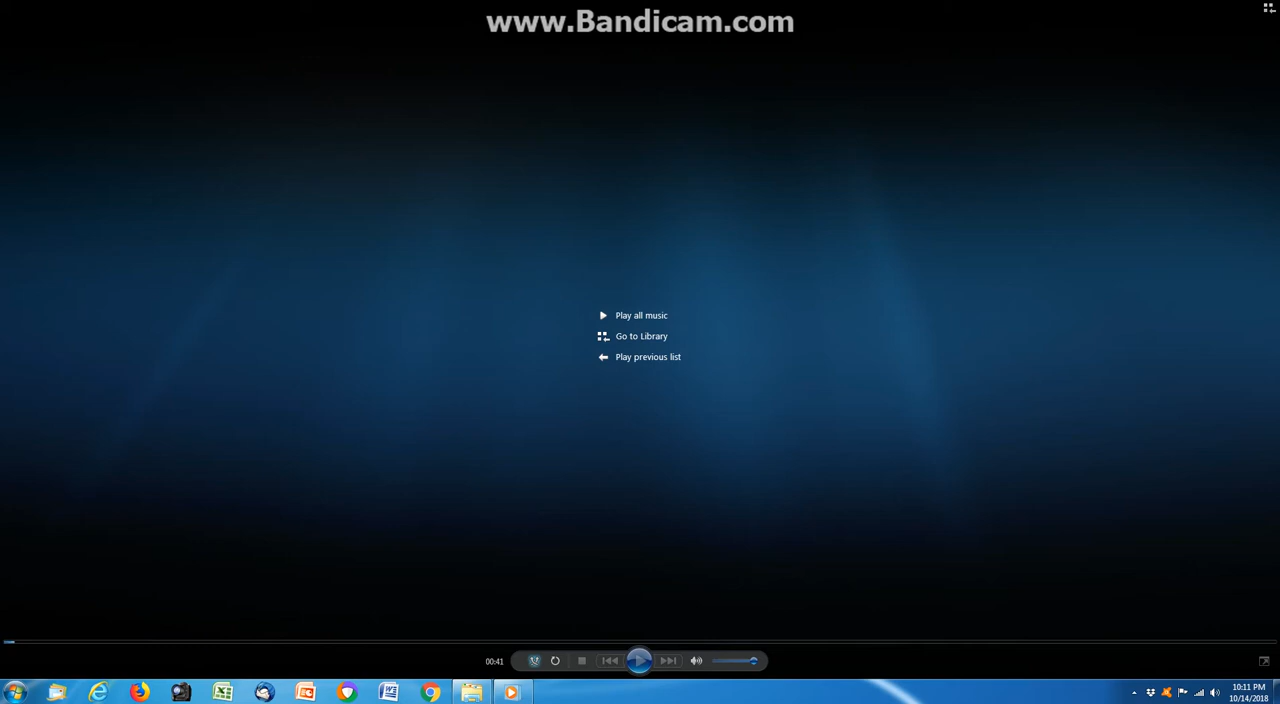 www.Bandicam.com
Play all music
Go to Library
Play previous list
00:41
10:11 PM
10/14/2018